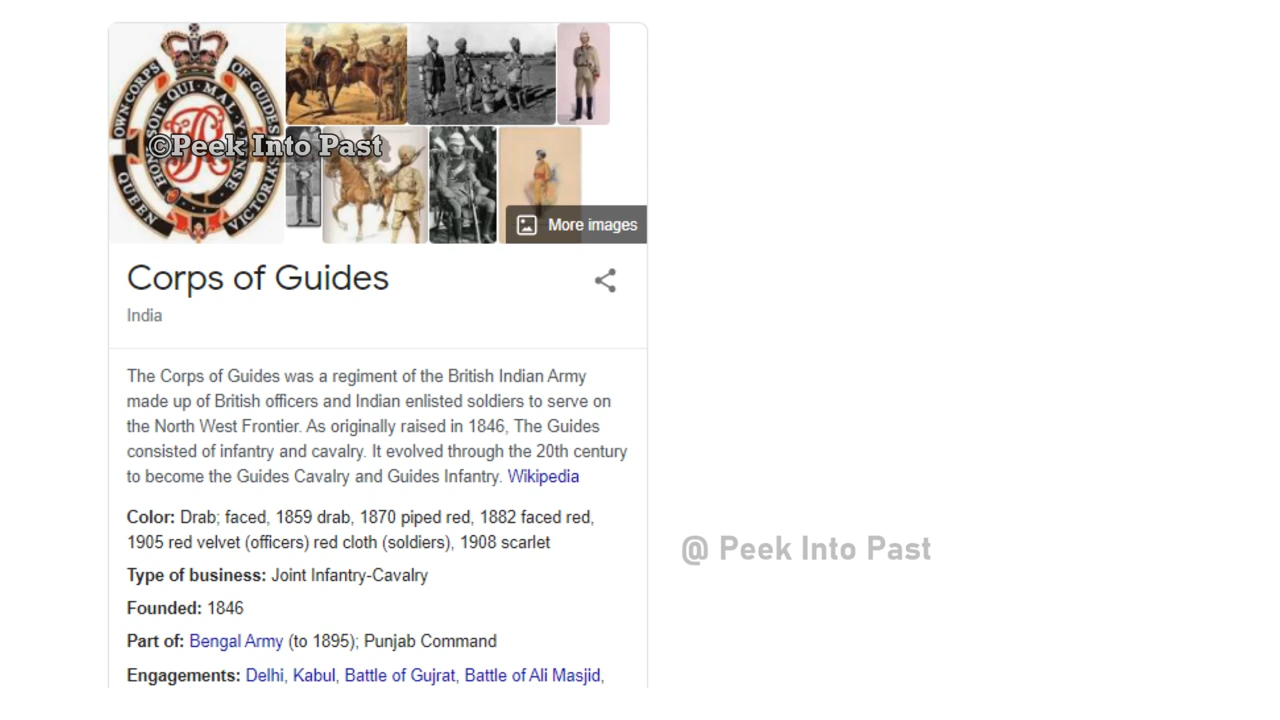 OWN CORPS OF GUIDES
HONI SOIT QUI MAL Y PENSE
QUEEN VICTORIA'S
©Peek Into Past
More images
Corps of Guides
India
The Corps of Guides was a regiment of the British Indian Army
made up of British officers and Indian enlisted soldiers to serve on
the North West Frontier. As originally raised in 1846, The Guides
consisted of infantry and cavalry. It evolved through the 20th century
to become the Guides Cavalry and Guides Infantry. Wikipedia
Color: Drab; faced, 1859 drab, 1870 piped red, 1882 faced red,
1905 red velvet (officers) red cloth (soldiers), 1908 scarlet
@ Peek Into Past
Type of business: Joint Infantry-Cavalry
Founded: 1846
Part of: Bengal Army (to 1895); Punjab Command
Engagements: Delhi, Kabul, Battle of Gujrat, Battle of Ali Masjid,